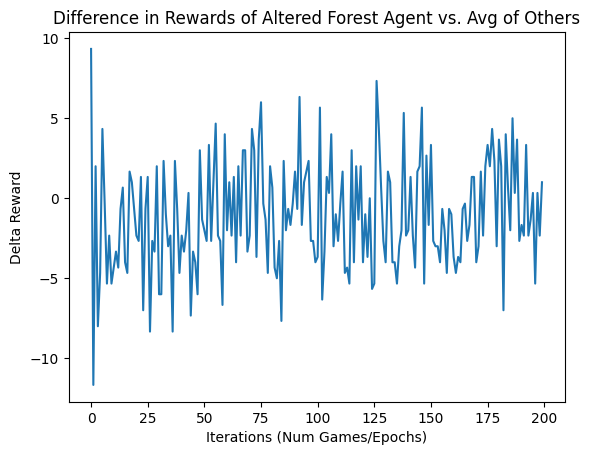 Difference in Rewards of Altered Forest Agent vs. Avg of Others
10
5
0
−5
−10
Delta Reward
0 25 50 75 100 125 150 175 200
Iterations (Num Games/Epochs)